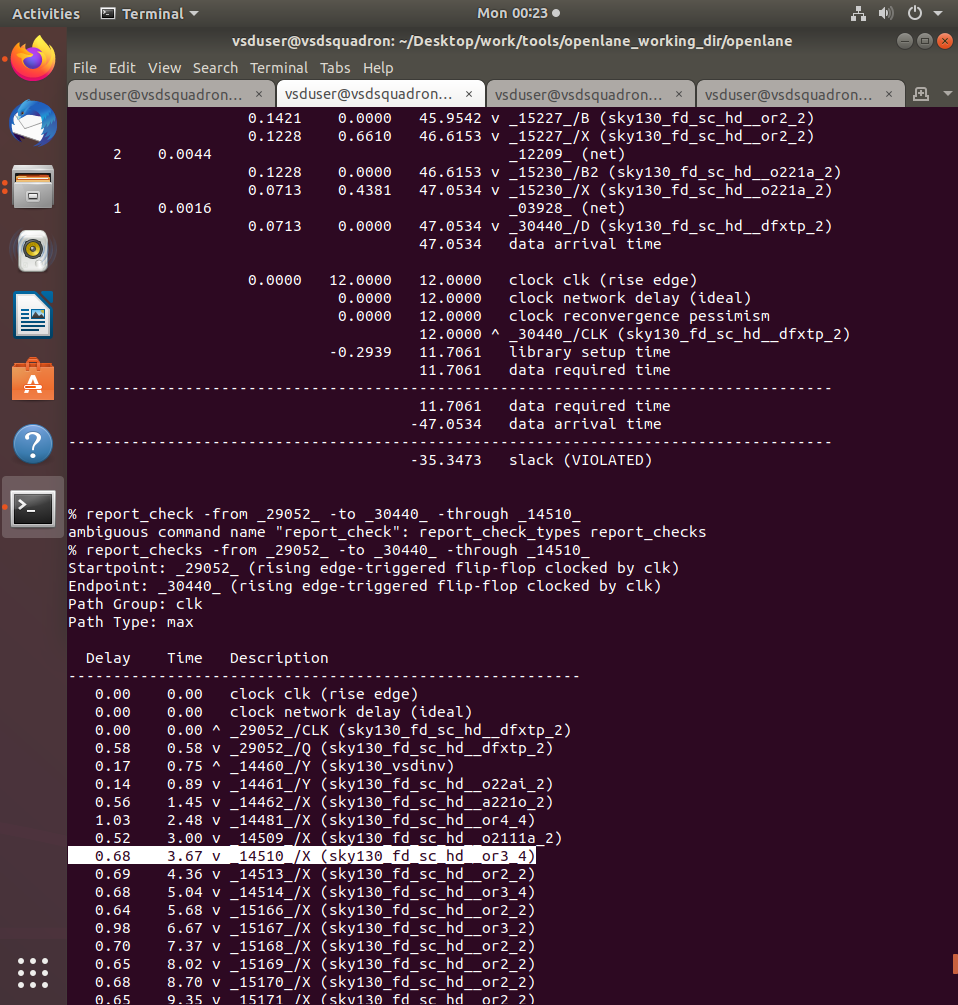 Activities Terminal Mon 00:23
vsduser@vsdsquadron: ~/Desktop/work/tools/openlane_working_dir/openlane
File Edit View Search Terminal Tabs Help
vsduser@vsdsquadron... × vsduser@vsdsquadron... × vsduser@vsdsquadron... × vsduser@vsdsquadron... ×
0.1421 0.0000 45.9542 v _15227_/B (sky130_fd_sc_hd__or2_2)
0.1228 0.6610 46.6153 v _15227_/X (sky130_fd_sc_hd__or2_2)
2 0.0044 _12209_ (net)
0.1228 0.0000 46.6153 v _15230_/B2 (sky130_fd_sc_hd__o221a_2)
0.0713 0.4381 47.0534 v _15230_/X (sky130_fd_sc_hd__o221a_2)
1 0.0016 _03928_ (net)
0.0713 0.0000 47.0534 v _30440_/D (sky130_fd_sc_hd__dfxtp_2)
47.0534 data arrival time
0.0000 12.0000 12.0000 clock clk (rise edge)
0.0000 12.0000 clock network delay (ideal)
0.0000 12.0000 clock reconvergence pessimism
12.0000 ^ _30440_/CLK (sky130_fd_sc_hd__dfxtp_2)
-0.2939 11.7061 library setup time
11.7061 data required time
-------------------------------------------------------------------------------------
11.7061 data required time
-47.0534 data arrival time
-------------------------------------------------------------------------------------
-35.3473 slack (VIOLATED)
% report_check -from _29052_ -to _30440_ -through _14510_
ambiguous command name "report_check": report_check_types report_checks
% report_checks -from _29052_ -to _30440_ -through _14510_
Startpoint: _29052_ (rising edge-triggered flip-flop clocked by clk)
Endpoint: _30440_ (rising edge-triggered flip-flop clocked by clk)
Path Group: clk
Path Type: max
Delay Time Description
---------------------------------------------------------
0.00 0.00 clock clk (rise edge)
0.00 0.00 clock network delay (ideal)
0.00 0.00 ^ _29052_/CLK (sky130_fd_sc_hd__dfxtp_2)
0.58 0.58 v _29052_/Q (sky130_fd_sc_hd__dfxtp_2)
0.17 0.75 ^ _14460_/Y (sky130_vsdinv)
0.14 0.89 v _14461_/Y (sky130_fd_sc_hd__o22ai_2)
0.56 1.45 v _14462_/X (sky130_fd_sc_hd__a221o_2)
1.03 2.48 v _14481_/X (sky130_fd_sc_hd__or4_4)
0.52 3.00 v _14509_/X (sky130_fd_sc_hd__o2111a_2)
0.68 3.67 v _14510_/X (sky130_fd_sc_hd__or3_4)
0.69 4.36 v _14513_/X (sky130_fd_sc_hd__or2_2)
0.68 5.04 v _14514_/X (sky130_fd_sc_hd__or3_4)
0.64 5.68 v _15166_/X (sky130_fd_sc_hd__or2_2)
0.98 6.67 v _15167_/X (sky130_fd_sc_hd__or3_2)
0.70 7.37 v _15168_/X (sky130_fd_sc_hd__or2_2)
0.65 8.02 v _15169_/X (sky130_fd_sc_hd__or2_2)
0.68 8.70 v _15170_/X (sky130_fd_sc_hd__or2_2)
0.65 9.35 v _15171_/X (sky130_fd_sc_hd__or2_2)